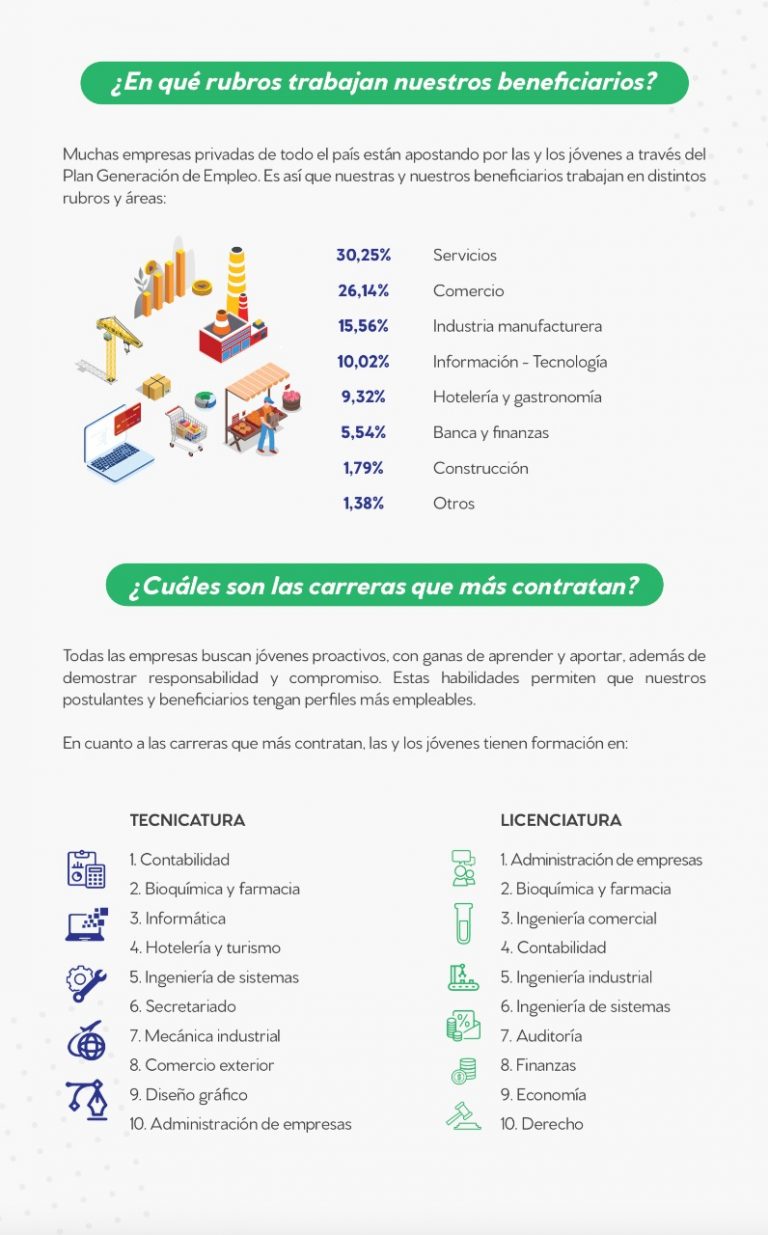 ¿En qué rubros trabajan nuestros beneficiarios?
Muchas empresas privadas de todo el país están apostando por las y los jóvenes a través del
Plan Generación de Empleo. Es así que nuestras y nuestros beneficiarios trabajan en distintos
rubros y áreas:
30,25% Servicios
26,14% Comercio
15,56% Industria manufacturera
10,02% Información - Tecnología
9,32% Hotelería y gastronomía
5,54% Banca y finanzas
1,79% Construcción
1,38% Otros
¿Cuáles son las carreras que más contratan?
Todas las empresas buscan jóvenes proactivos, con ganas de aprender y aportar, además de
demostrar responsabilidad y compromiso. Estas habilidades permiten que nuestros
postulantes y beneficiarios tengan perfiles más empleables.
En cuanto a las carreras que más contratan, las y los jóvenes tienen formación en:
TECNICATURA
1. Contabilidad
2. Bioquímica y farmacia
3. Informática
4. Hotelería y turismo
5. Ingeniería de sistemas
6. Secretariado
7. Mecánica industrial
8. Comercio exterior
9. Diseño gráfico
10. Administración de empresas
LICENCIATURA
1. Administración de empresas
2. Bioquímica y farmacia
3. Ingeniería comercial
4. Contabilidad
5. Ingeniería industrial
6. Ingeniería de sistemas
7. Auditoría
8. Finanzas
9. Economía
10. Derecho